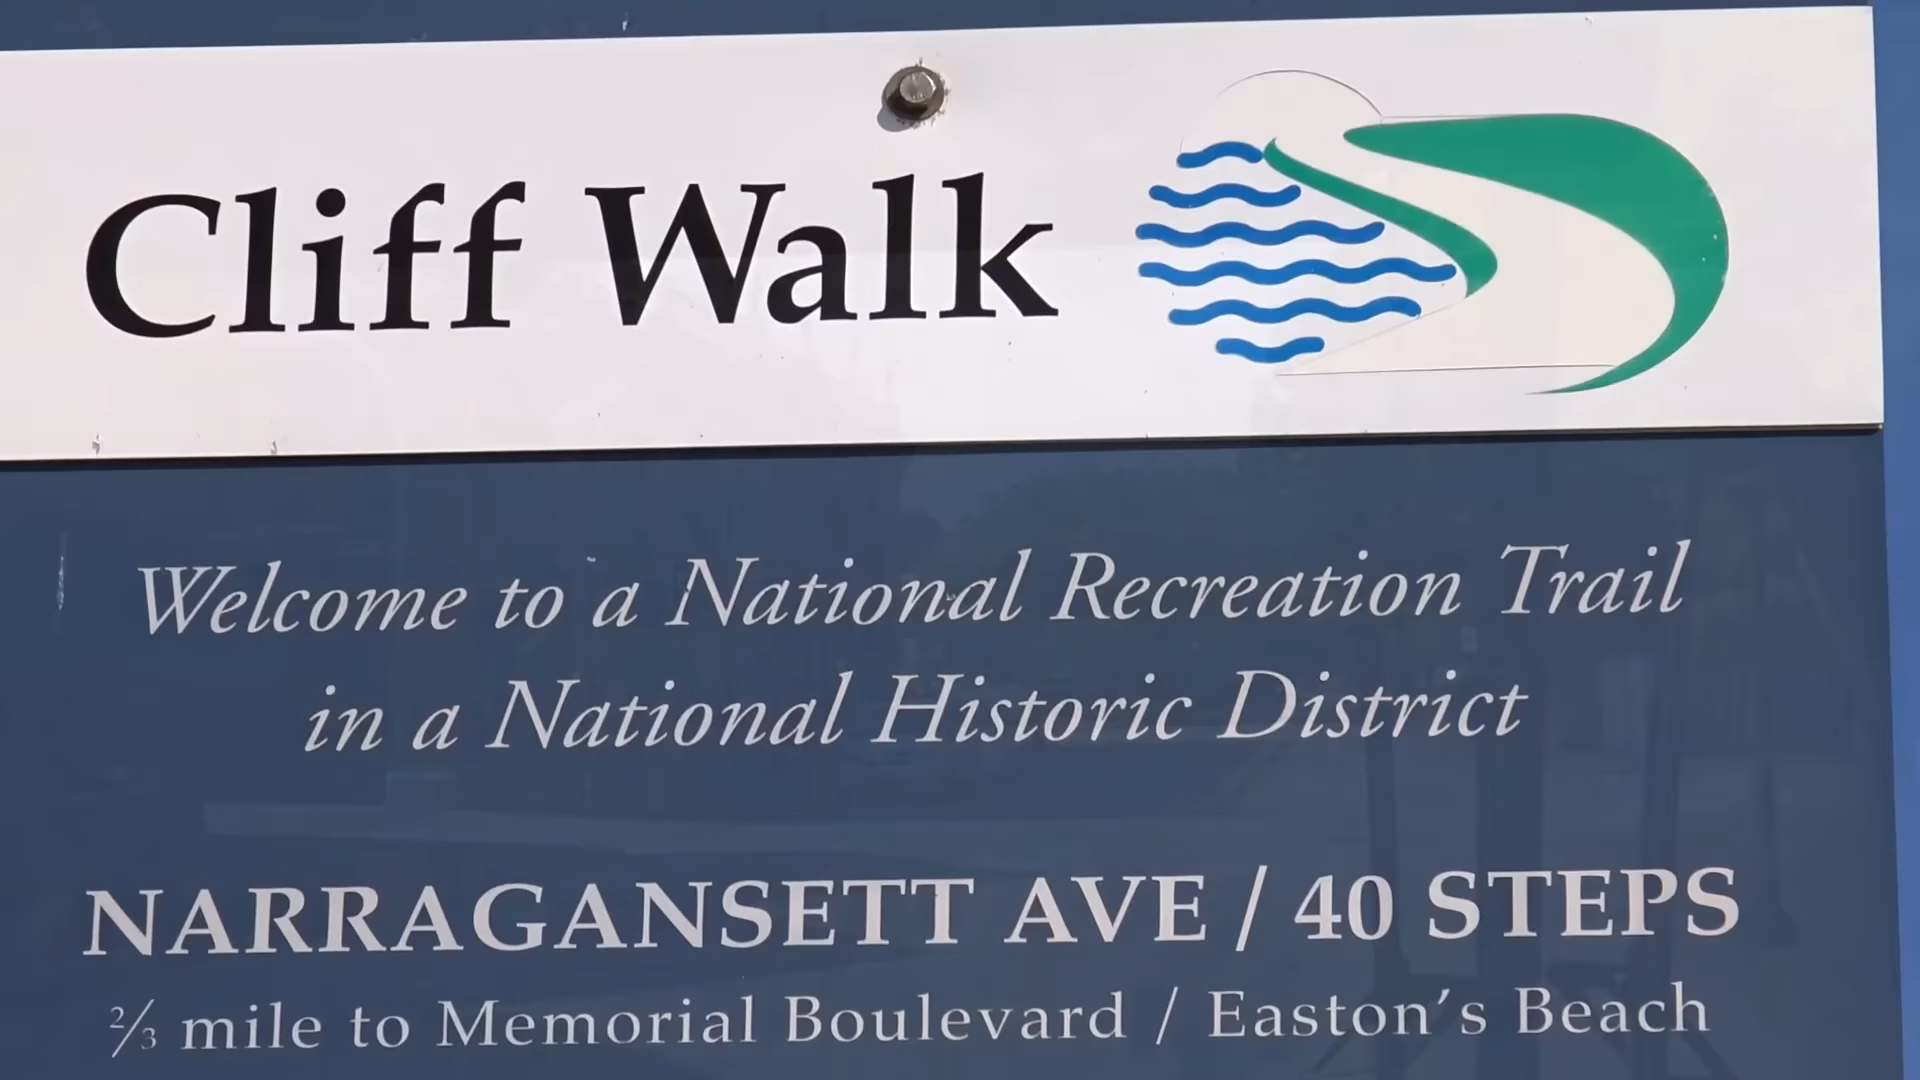 Cliff Walk
Welcome to a National Recreation Trail
in a National Historic District
NARRAGANSETT AVE / 40 STEPS
⅔ mile to Memorial Boulevard / Easton's Beach